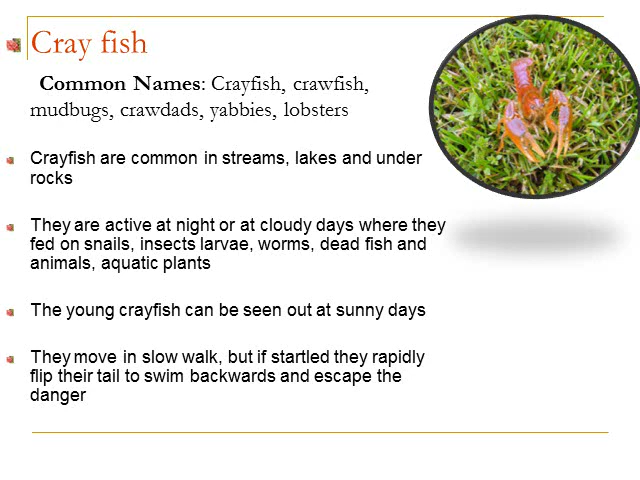 Cray fish
Common Names: Crayfish, crawfish,
mudbugs, crawdads, yabbies, lobsters
Crayfish are common in streams, lakes and under
rocks
They are active at night or at cloudy days where they
fed on snails, insects larvae, worms, dead fish and
animals, aquatic plants
The young crayfish can be seen out at sunny days
They move in slow walk, but if startled they rapidly
flip their tail to swim backwards and escape the
danger